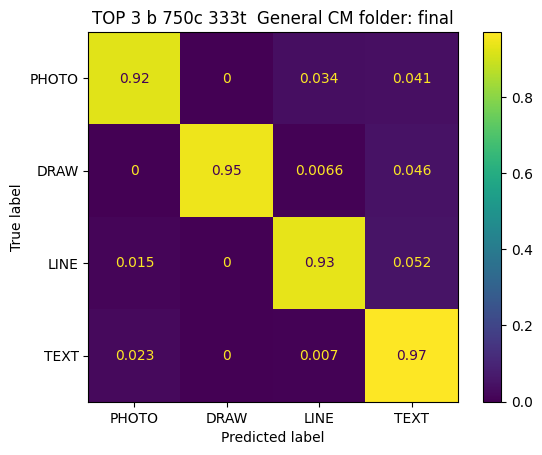 TOP 3 b 750c 333t  General CM folder: final
PHOTO 0.92 0 0.034 0.041
DRAW 0 0.95 0.0066 0.046
LINE 0.015 0 0.93 0.052
TEXT 0.023 0 0.007 0.97
PHOTO DRAW LINE TEXT
Predicted label
True label
0.8
0.6
0.4
0.2
0.0